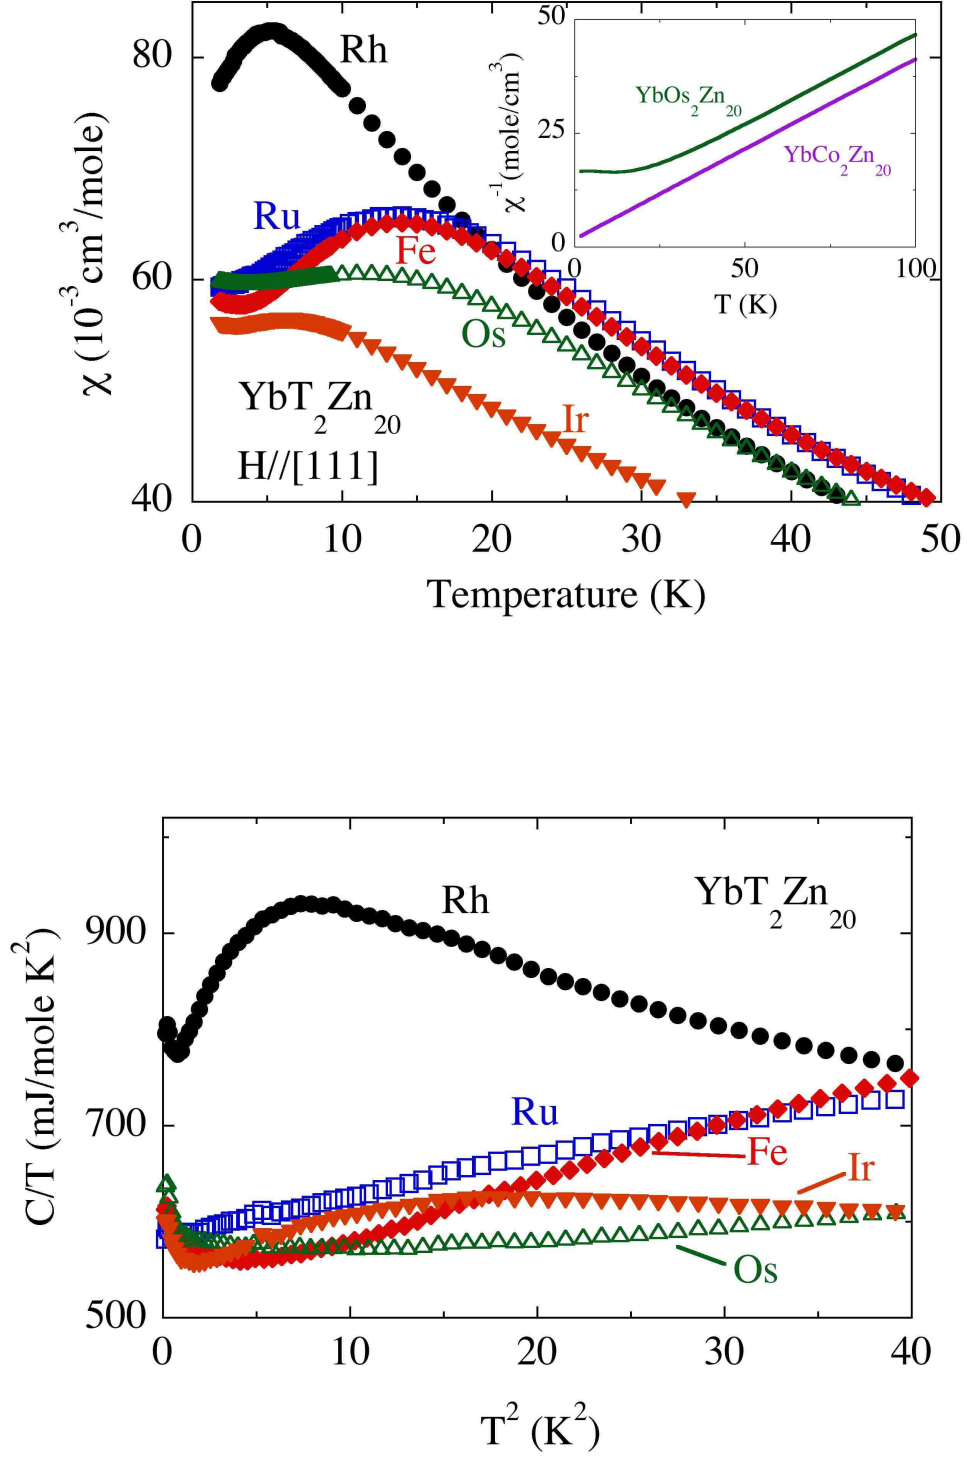 80
60
40
χ (10⁻³ cm³/mole)
Rh
Ru
Fe
Os
Ir
YbT₂Zn₂₀
H//[111]
0 10 20 30 40 50
Temperature (K)
50
25
0
χ⁻¹(mole/cm³)
YbOs₂Zn₂₀
YbCo₂Zn₂₀
0 50 100
T (K)
900
700
500
C/T (mJ/mole K²)
Rh
YbT₂Zn₂₀
Ru
Fe
Ir
Os
0 10 20 30 40
T² (K²)